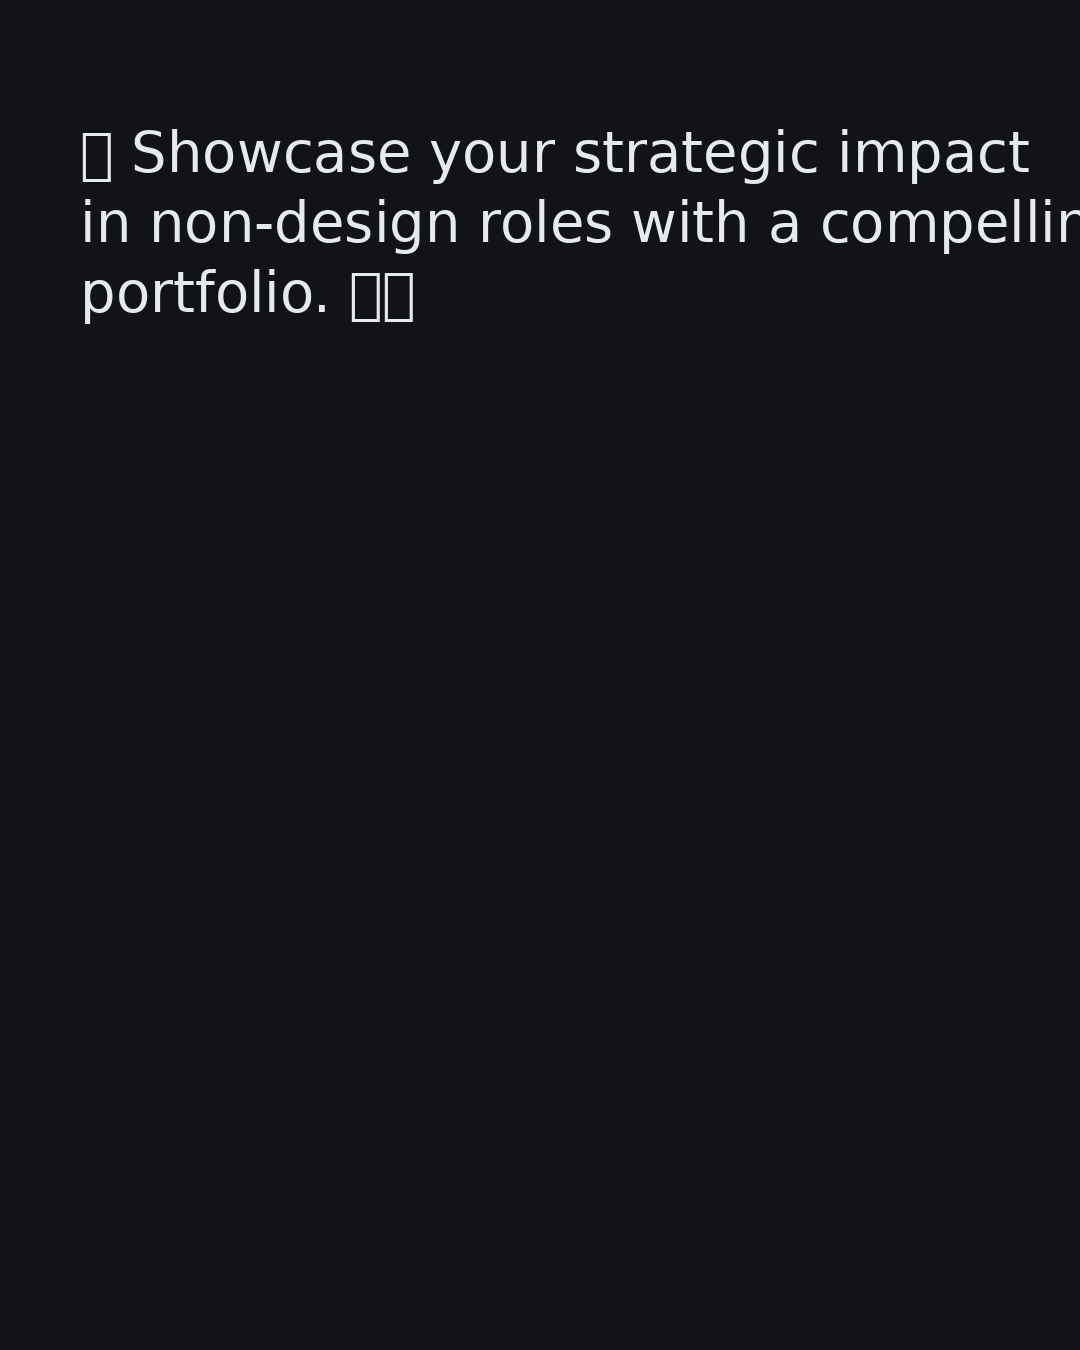 Showcase your strategic impact
in non-design roles with a compellin
portfolio.